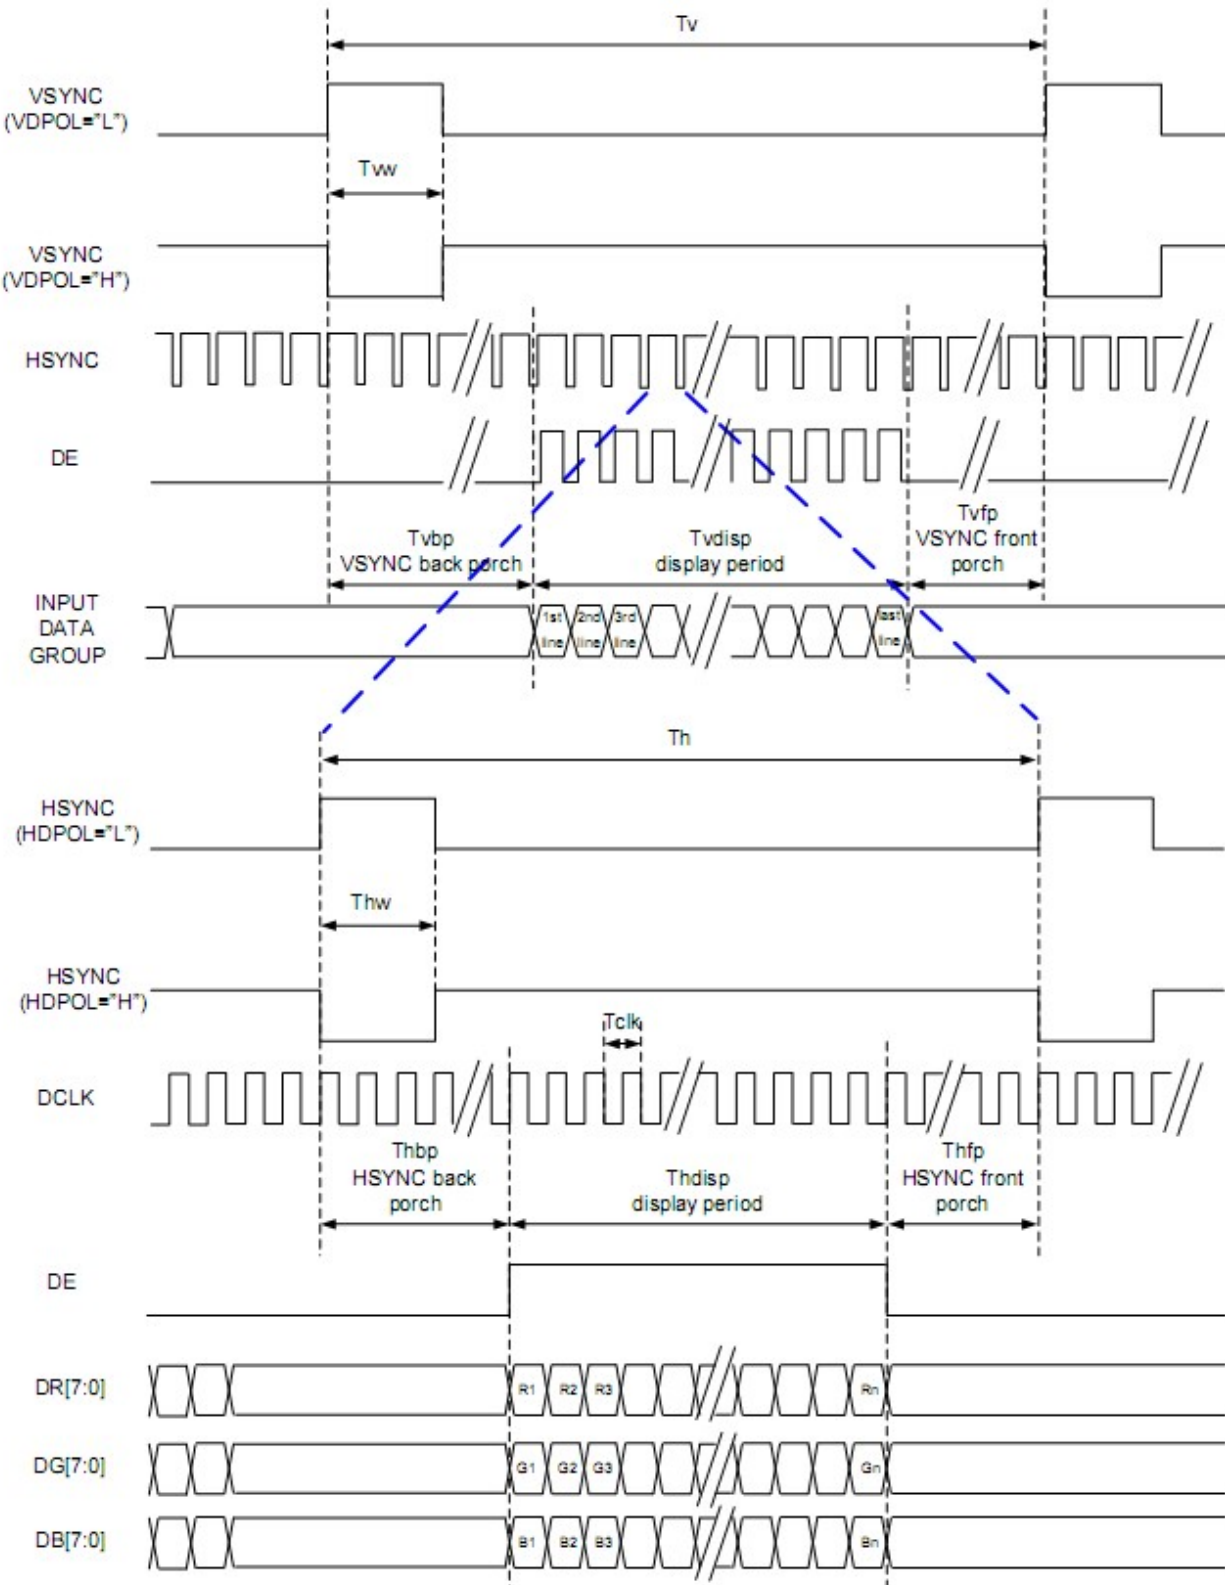 Tv
VSYNC
(VDPOL="L")
Tvw
VSYNC
(VDPOL="H")
HSYNC
DE
Tvbp
VSYNC back porch
Tvdisp
display period
Tvfp
VSYNC front
porch
INPUT
DATA
GROUP
1st
line
2nd
line
3rd
line
last
line
Th
HSYNC
(HDPOL="L")
Thw
HSYNC
(HDPOL="H")
Tclk
DCLK
Thbp
HSYNC back
porch
Thdisp
display period
Thfp
HSYNC front
porch
DE
DR[7:0]
R1 R2 R3 Rn
DG[7:0]
G1 G2 G3 Gn
DB[7:0]
B1 B2 B3 Bn